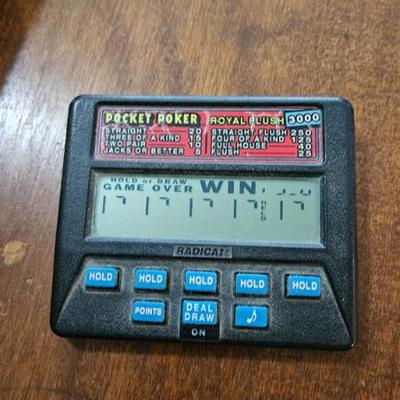 POCKET POKER ROYAL FLUSH 3000
STRAIGHT 20 STRAIGHT FLUSH 250
THREE OF A KIND 15 FOUR OF A KIND 125
TWO PAIR 10 FULL HOUSE 40
JACKS OR BETTER 5 FLUSH 25
HOLD or DRAW
GAME OVER WIN
HELD
RADICA
HOLD HOLD HOLD HOLD HOLD
POINTS DEAL DRAW
ON